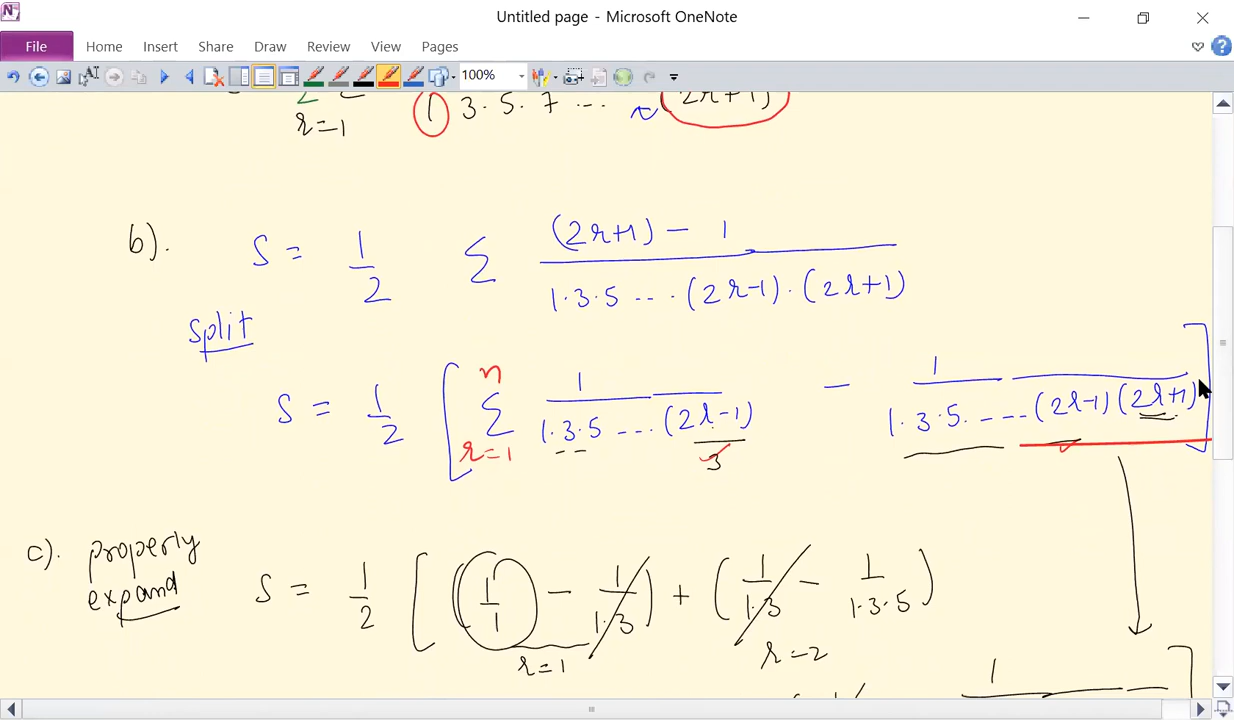 Untitled page - Microsoft OneNote
File Home Insert Share Draw Review View Pages
100%
r=1 1 3·5·7 ... (2r+1)
b). S = 1/2 Σ ((2r+1) - 1) / (1·3·5 ... (2r-1)·(2r+1))
split
S = 1/2 [ Σ_{r=1}^{n} 1/(1·3·5 ... (2r-1)) - 1/(1·3·5. ... (2r-1)(2r+1)) ]
3
c). properly
expand
S = 1/2 [ (1/1 - 1/1·3) + (1/1·3 - 1/1·3·5)
r=1 r=2
1 ]